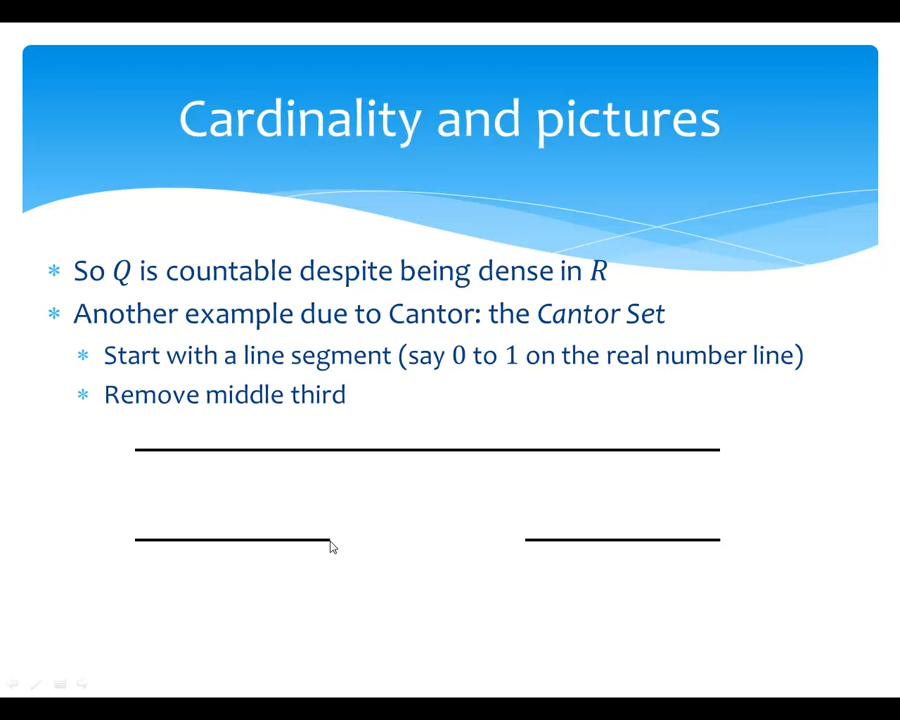 Cardinality and pictures
* So Q is countable despite being dense in R
* Another example due to Cantor: the Cantor Set
* Start with a line segment (say 0 to 1 on the real number line)
* Remove middle third